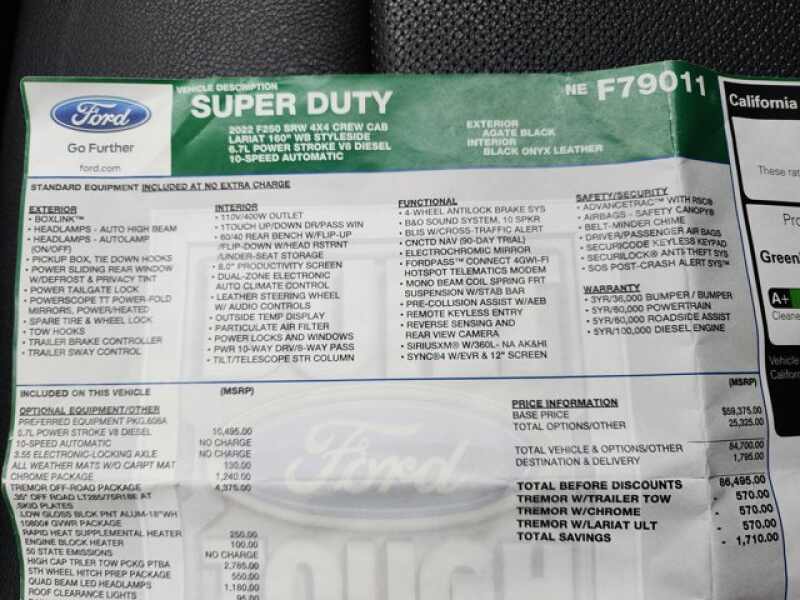 Ford
Go Further
ford.com
VEHICLE DESCRIPTION
SUPER DUTY
2022 F250 SRW 4X4 CREW CAB
LARIAT 160" WB STYLESIDE
6.7L POWER STROKE V8 DIESEL
10-SPEED AUTOMATIC
EXTERIOR
AGATE BLACK
INTERIOR
BLACK ONYX LEATHER
NE F79011
STANDARD EQUIPMENT INCLUDED AT NO EXTRA CHARGE
EXTERIOR
• BOXLINK™
• HEADLAMPS - AUTO HIGH BEAM
• HEADLAMPS - AUTOLAMP
(ON/OFF)
• PICKUP BOX, TIE DOWN HOOKS
• POWER SLIDING REAR WINDOW
W/DEFROST & PRIVACY TINT
• POWER TAILGATE LOCK
• POWERSCOPE TT POWER-FOLD
MIRRORS, POWER/HEATED
• SPARE TIRE & WHEEL LOCK
• TOW HOOKS
• TRAILER BRAKE CONTROLLER
• TRAILER SWAY CONTROL
INTERIOR
• 110V/400W OUTLET
• 1TOUCH UP/DOWN DR/PASS WIN
• 60/40 REAR BENCH W/FLIP-UP
/FLIP-DOWN W/HEAD RSTRNT
/UNDER-SEAT STORAGE
• 8.0" PRODUCTIVITY SCREEN
• DUAL-ZONE ELECTRONIC
AUTO CLIMATE CONTROL
• LEATHER STEERING WHEEL
W/ AUDIO CONTROLS
• OUTSIDE TEMP DISPLAY
• PARTICULATE AIR FILTER
• POWER LOCKS AND WINDOWS
• PWR 10-WAY DRV/8-WAY PASS
• TILT/TELESCOPE STR COLUMN
FUNCTIONAL
• 4-WHEEL ANTILOCK BRAKE SYS
• B&O SOUND SYSTEM, 10 SPKR
• BLIS W/CROSS-TRAFFIC ALERT
• CNCTD NAV (90-DAY TRIAL)
• ELECTROCHROMIC MIRROR
• FORDPASS™ CONNECT 4GWI-FI
HOTSPOT TELEMATICS MODEM
• MONO BEAM COIL SPRING FRT
SUSPENSION W/STAB BAR
• PRE-COLLISION ASSIST W/AEB
• REMOTE KEYLESS ENTRY
• REVERSE SENSING AND
REAR VIEW CAMERA
• SIRIUSXM® W/360L- NA AK&HI
• SYNC®4 W/EVR & 12" SCREEN
SAFETY/SECURITY
• ADVANCETRAC™ WITH RSC®
• AIRBAGS - SAFETY CANOPY®
• BELT-MINDER CHIME
• DRIVER/PASSENGER AIR BAGS
• SECURICODE KEYLESS KEYPAD
• SECURILOCK® ANTI-THEFT SYS
• SOS POST-CRASH ALERT SYS™
WARRANTY
• 3YR/36,000 BUMPER / BUMPER
• 5YR/60,000 POWERTRAIN
• 5YR/60,000 ROADSIDE ASSIST
• 5YR/100,000 DIESEL ENGINE
INCLUDED ON THIS VEHICLE (MSRP)
OPTIONAL EQUIPMENT/OTHER
PREFERRED EQUIPMENT PKG.608A
6.7L POWER STROKE V8 DIESEL 10,495.00
10-SPEED AUTOMATIC NO CHARGE
3.55 ELECTRONIC-LOCKING AXLE NO CHARGE
ALL WEATHER MATS W/O CARPT MAT 130.00
CHROME PACKAGE 1,240.00
TREMOR OFF-ROAD PACKAGE 4,375.00
.35" OFF ROAD LT285/75R18E AT
.SKID PLATES
LOW GLOSS BLCK PNT ALUM-18"WH
10800# GVWR PACKAGE
RAPID HEAT SUPPLEMENTAL HEATER 250.00
ENGINE BLOCK HEATER 100.00
50 STATE EMISSIONS NO CHARGE
HIGH CAP TRLER TOW PCKG PTBA 2,785.00
5TH WHEEL HITCH PREP PACKAGE 550.00
QUAD BEAM LED HEADLAMPS 1,180.00
ROOF CLEARANCE LIGHTS 95.00
(MSRP)
PRICE INFORMATION
BASE PRICE $59,375.00
TOTAL OPTIONS/OTHER 25,325.00
TOTAL VEHICLE & OPTIONS/OTHER 84,700.00
DESTINATION & DELIVERY 1,795.00
TOTAL BEFORE DISCOUNTS 86,495.00
TREMOR W/TRAILER TOW - 570.00
TREMOR W/CHROME - 570.00
TREMOR W/LARIAT ULT - 570.00
TOTAL SAVINGS - 1,710.00
Ford
TOUGH
California
These rat
Pro
Green
A+
Cleane
Vehicle
Californ